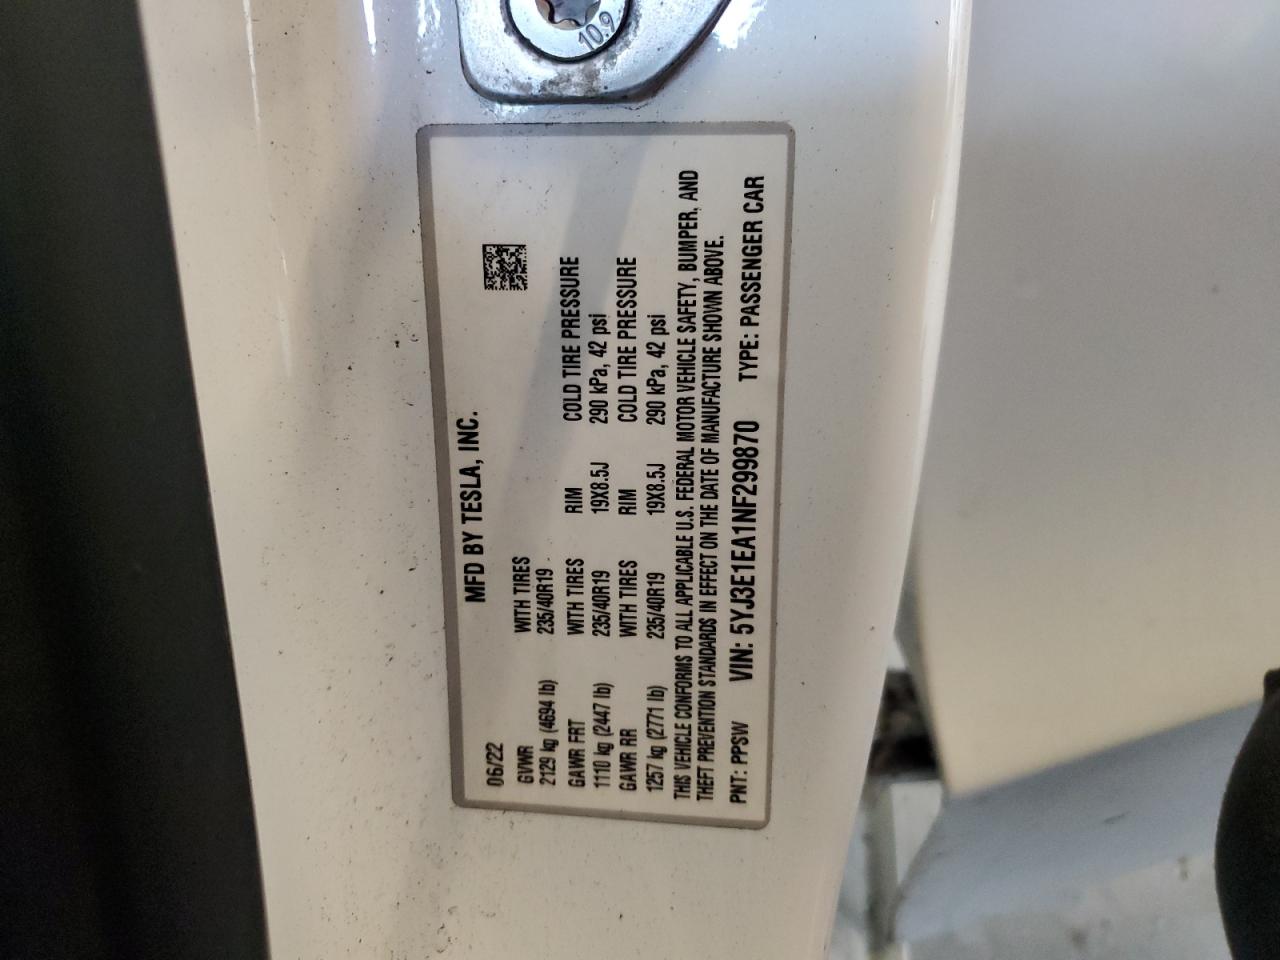 10.9
MFD BY TESLA, INC.
06/22
GVWR WITH TIRES
2129 kg (4694 lb) 235/40R19
GAWR FRT WITH TIRES RIM COLD TIRE PRESSURE
1110 kg (2447 lb) 235/40R19 19X8.5J 290 kPa, 42 psi
GAWR RR WITH TIRES RIM COLD TIRE PRESSURE
1257 kg (2771 lb) 235/40R19 19X8.5J 290 kPa, 42 psi
THIS VEHICLE CONFORMS TO ALL APPLICABLE U.S. FEDERAL MOTOR VEHICLE SAFETY, BUMPER, AND
THEFT PREVENTION STANDARDS IN EFFECT ON THE DATE OF MANUFACTURE SHOWN ABOVE.
PNT: PPSW VIN: 5YJ3E1EA1NF299870 TYPE: PASSENGER CAR